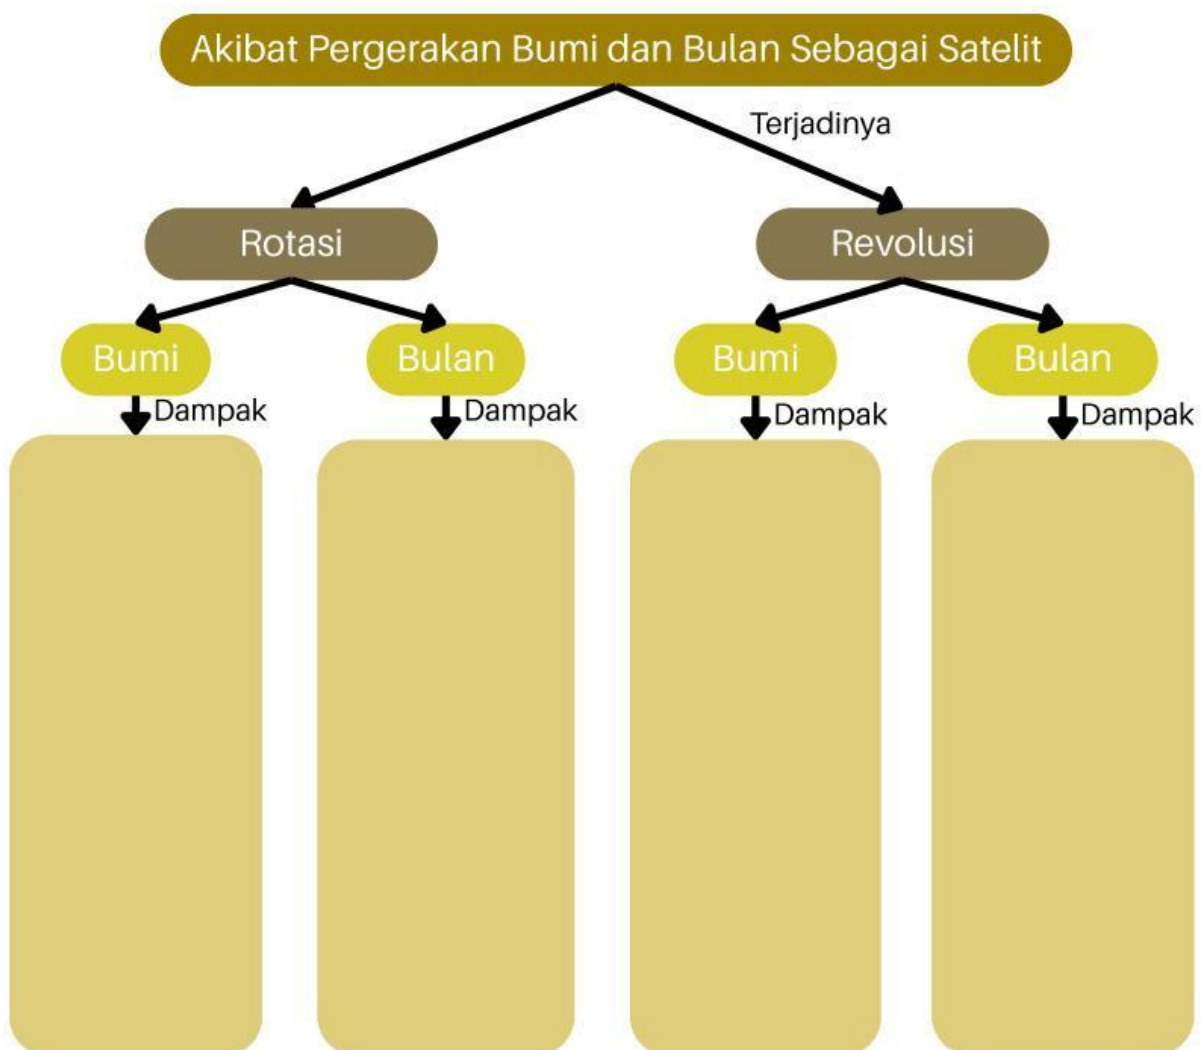 Akibat Pergerakan Bumi dan Bulan Sebagai Satelit
Terjadinya
Rotasi
Revolusi
Bumi
Bulan
Bumi
Bulan
Dampak
Dampak
Dampak
Dampak